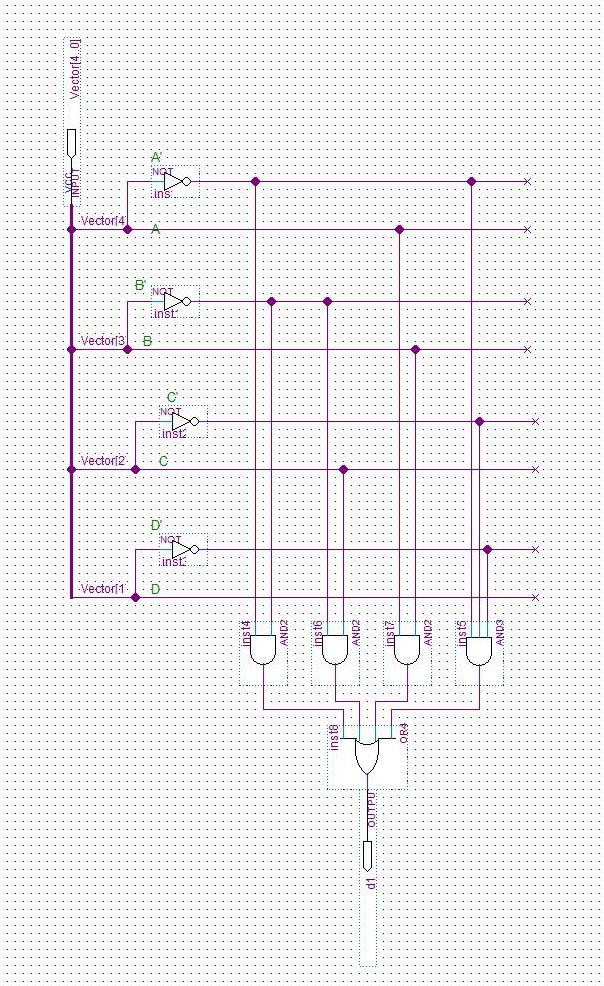 Vector[4..0]
VCC
INPUT
A'
NOT
ins
Vector[4
A
B'
NOT
inst
Vector[3
B
C'
NOT
inst
Vector[2
C
D'
NOT
inst
Vector[1
D
inst4
AND2
inst6
AND2
inst7
AND2
inst5
AND3
inst8
OR4
OUTPU
d1